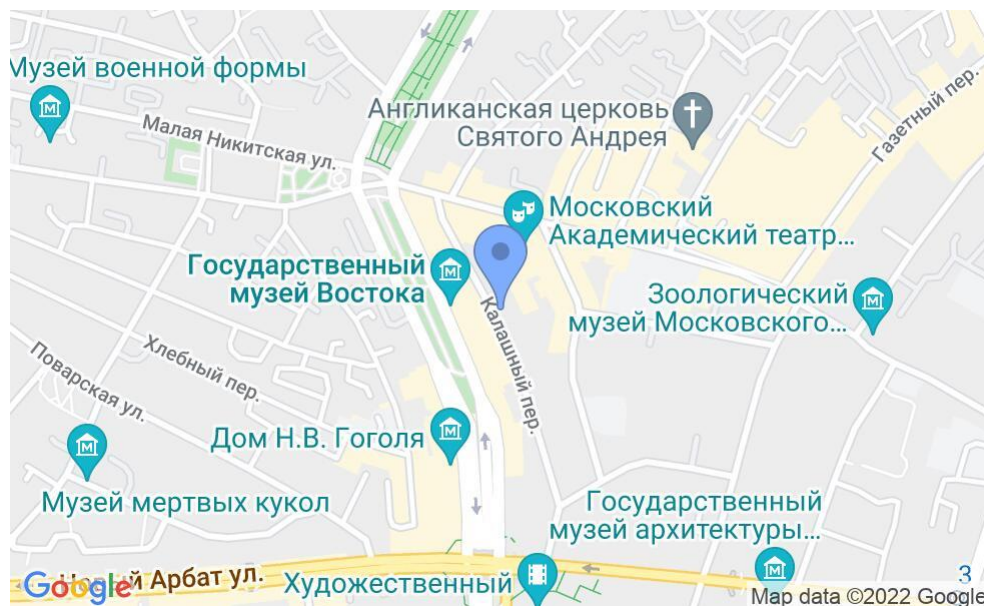 Музей военной формы
Малая Никитская ул.
Англиканская церковь
Святого Андрея
Газетный пер.
Московский
Академический театр...
Государственный
музей Востока
Зоологический
музей Московского...
Калашный пер.
Хлебный пер.
Поварская ул.
Дом Н.В. Гоголя
Музей мертвых кукол
Государственный
музей архитектуры...
Арбат ул.
Художественный
Google
Map data ©2022 Google
З